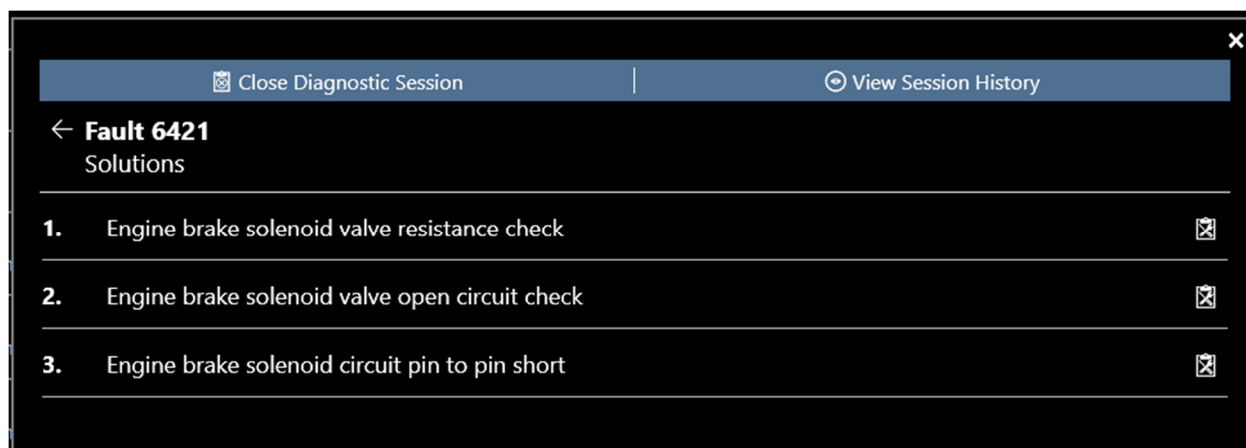 Close Diagnostic Session
View Session History
Fault 6421
Solutions
1. Engine brake solenoid valve resistance check
2. Engine brake solenoid valve open circuit check
3. Engine brake solenoid circuit pin to pin short